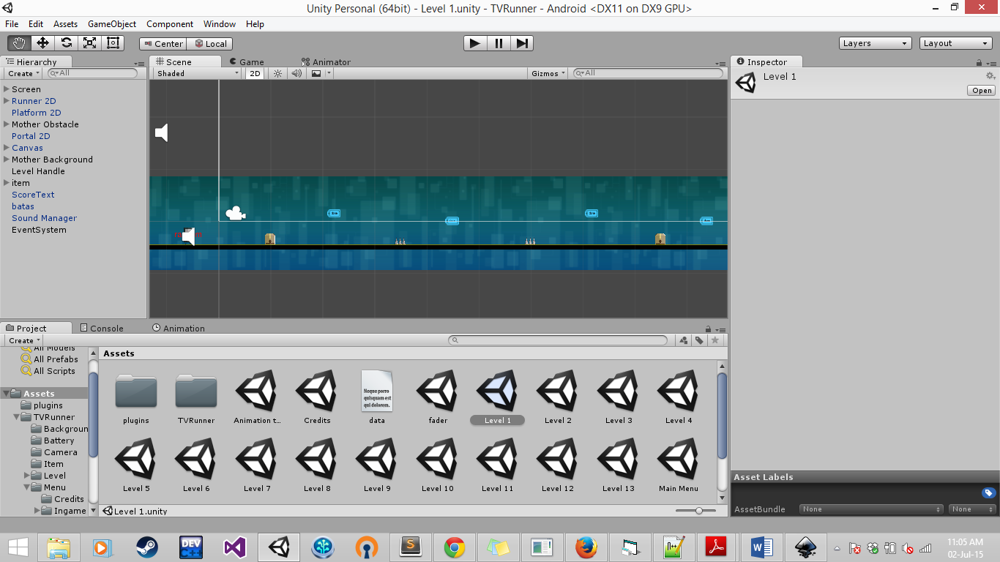 Unity Personal (64bit) - Level 1.unity - TVRunner - Android <DX11 on DX9 GPU>
File Edit Assets GameObject Component Window Help
Center Local Layers Layout
Hierarchy
Create All
Screen
Runner 2D
Platform 2D
Mother Obstacle
Portal 2D
Canvas
Mother Background
Level Handle
item
ScoreText
batas
Sound Manager
EventSystem
Scene Game Animator
Shaded 2D Gizmos All
Inspector
Level 1
Open
Project Console Animation
Create
All Models
All Prefabs
All Scripts
Assets
plugins
TVRunner
Backgroun
Battery
Camera
Item
Level
Menu
Credits
Ingame
Assets
Neque porro
quisquam est
qui dolorem.
plugins TVRunner Animation t... Credits data fader Level 1 Level 2 Level 3 Level 4
Level 5 Level 6 Level 7 Level 8 Level 9 Level 10 Level 11 Level 12 Level 13 Main Menu
Level 1.unity
Asset Labels
AssetBundle None None
DEV
C++
S
N++
W
11:05 AM
02-Jul-15